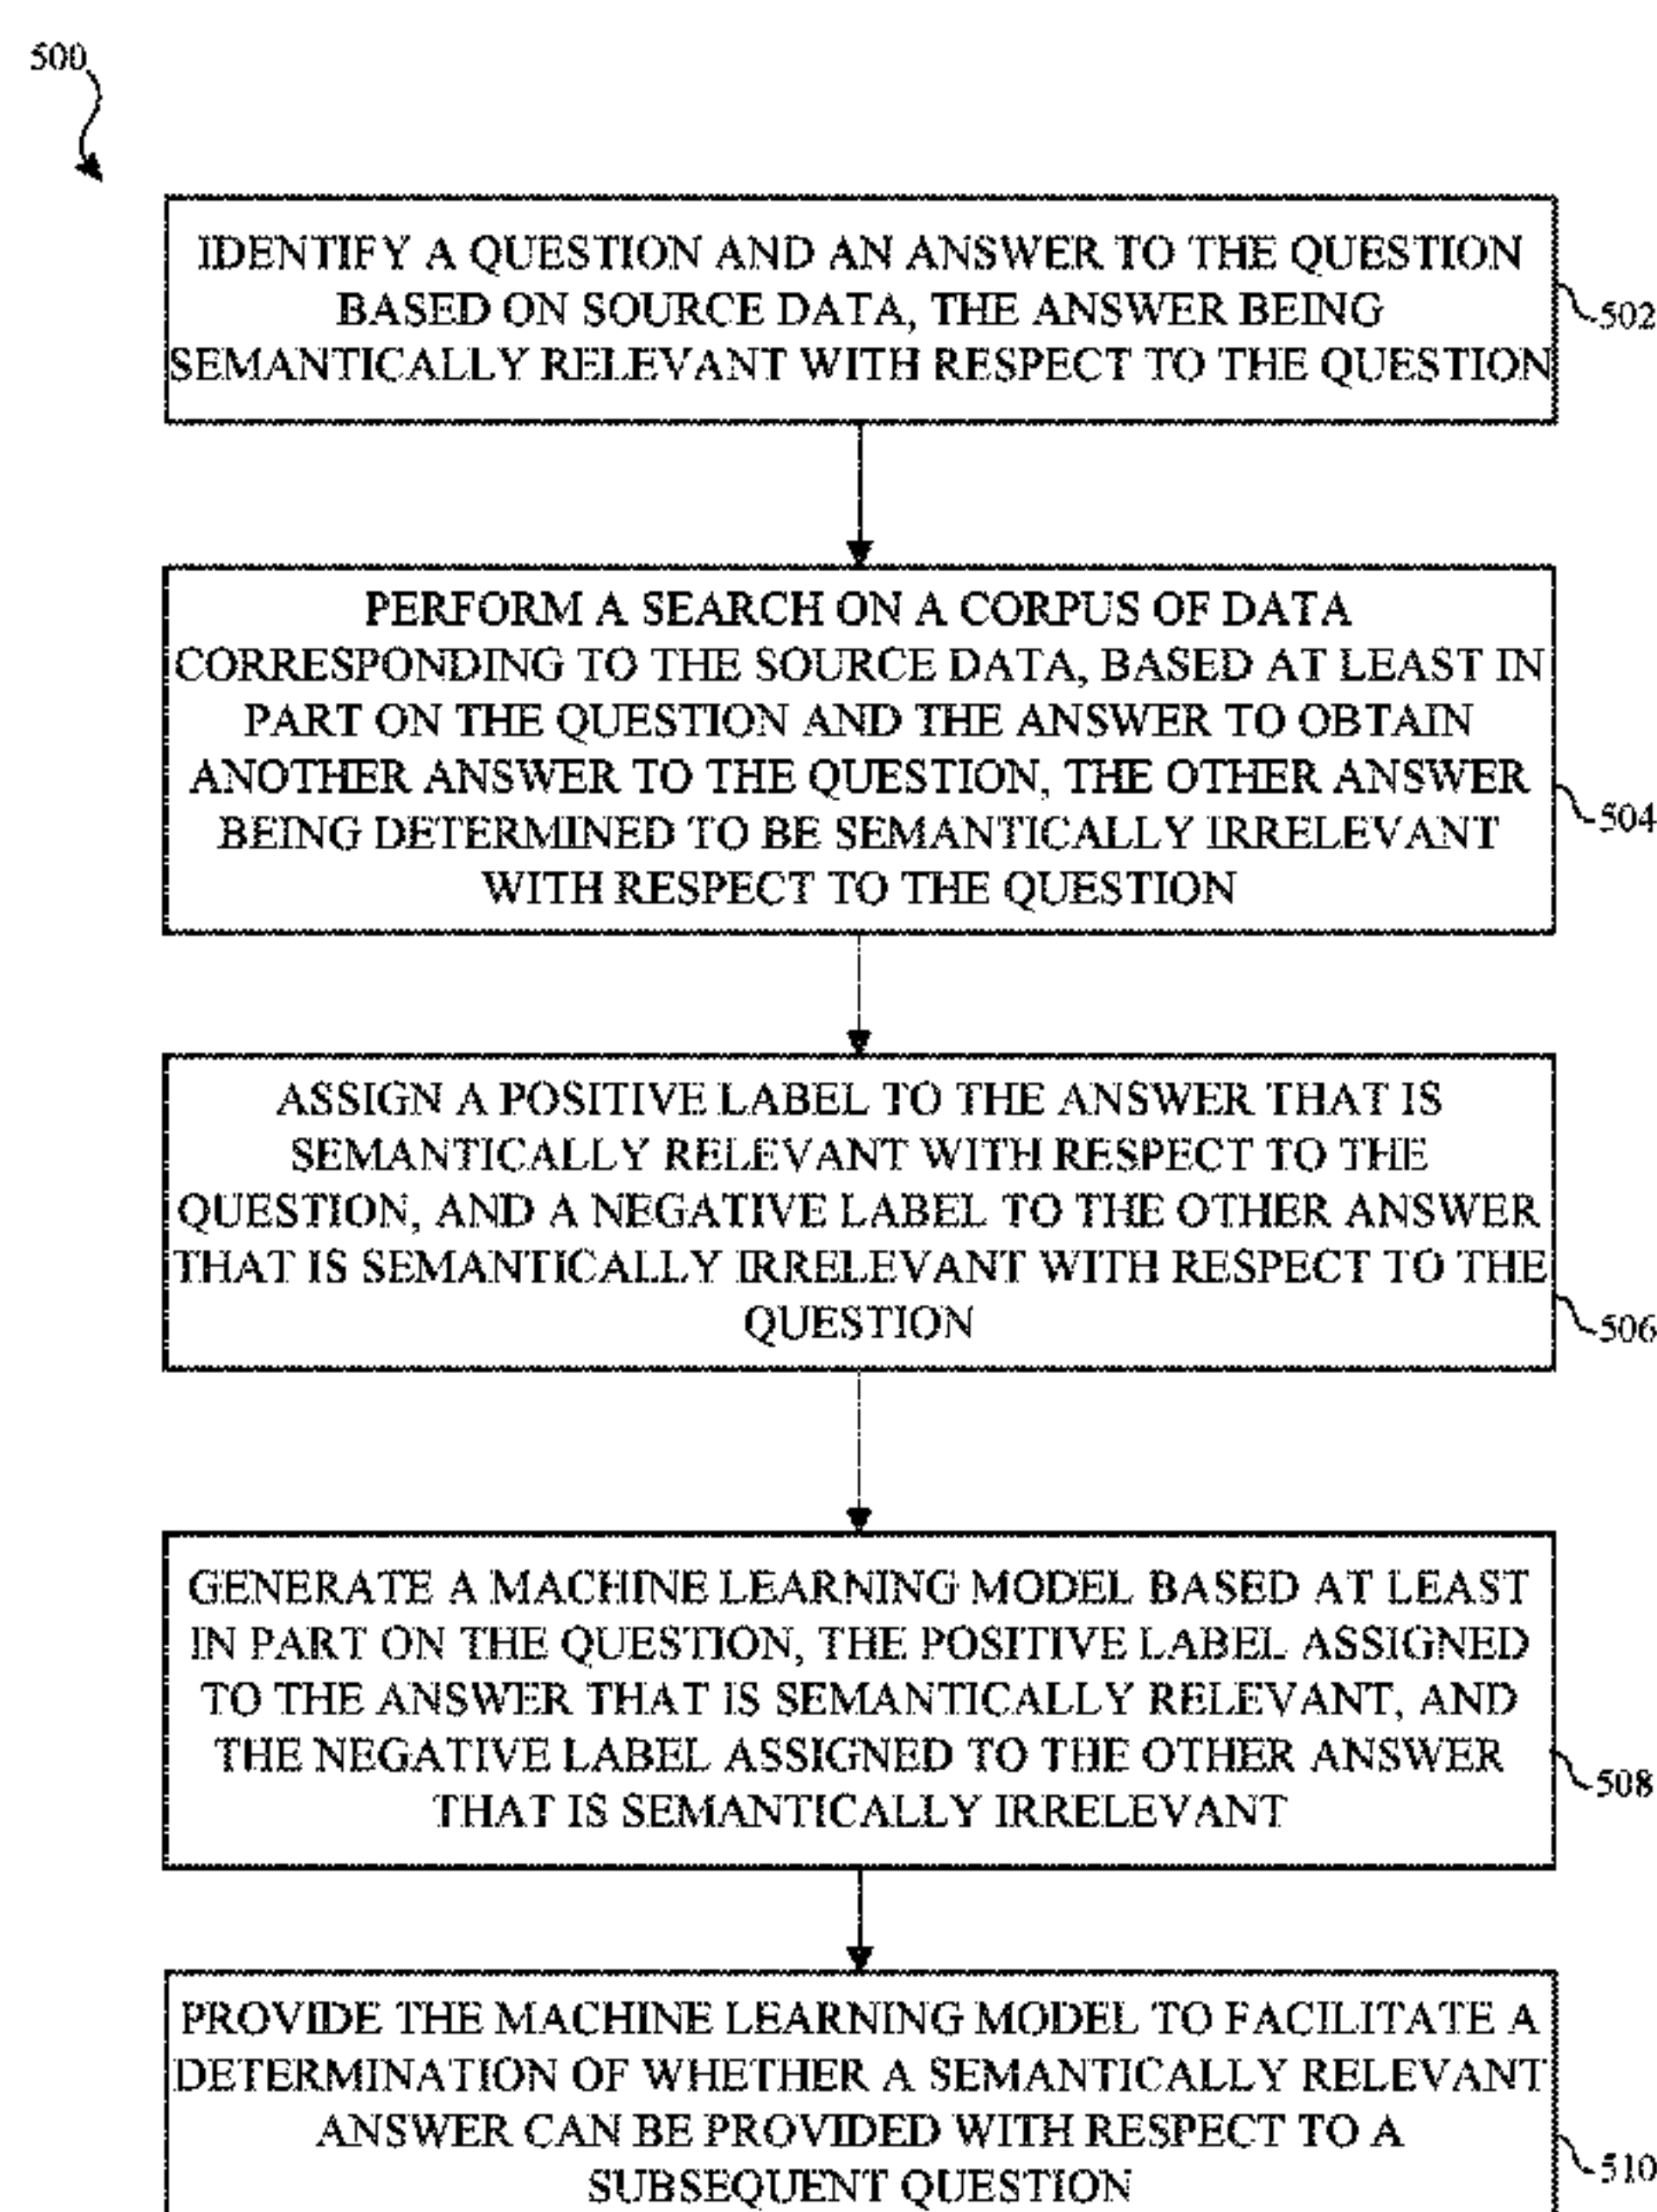 500
IDENTIFY A QUESTION AND AN ANSWER TO THE QUESTION
BASED ON SOURCE DATA, THE ANSWER BEING
SEMANTICALLY RELEVANT WITH RESPECT TO THE QUESTION
502
PERFORM A SEARCH ON A CORPUS OF DATA
CORRESPONDING TO THE SOURCE DATA, BASED AT LEAST IN
PART ON THE QUESTION AND THE ANSWER TO OBTAIN
ANOTHER ANSWER TO THE QUESTION, THE OTHER ANSWER
BEING DETERMINED TO BE SEMANTICALLY IRRELEVANT
WITH RESPECT TO THE QUESTION
504
ASSIGN A POSITIVE LABEL TO THE ANSWER THAT IS
SEMANTICALLY RELEVANT WITH RESPECT TO THE
QUESTION, AND A NEGATIVE LABEL TO THE OTHER ANSWER
THAT IS SEMANTICALLY IRRELEVANT WITH RESPECT TO THE
QUESTION
506
GENERATE A MACHINE LEARNING MODEL BASED AT LEAST
IN PART ON THE QUESTION, THE POSITIVE LABEL ASSIGNED
TO THE ANSWER THAT IS SEMANTICALLY RELEVANT, AND
THE NEGATIVE LABEL ASSIGNED TO THE OTHER ANSWER
THAT IS SEMANTICALLY IRRELEVANT
508
PROVIDE THE MACHINE LEARNING MODEL TO FACILITATE A
DETERMINATION OF WHETHER A SEMANTICALLY RELEVANT
ANSWER CAN BE PROVIDED WITH RESPECT TO A
SUBSEQUENT QUESTION
510